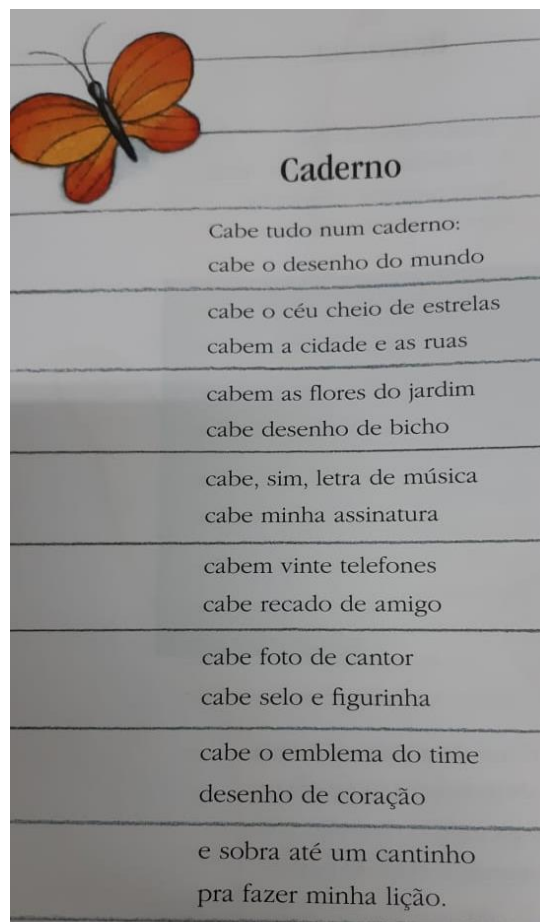 Caderno
Cabe tudo num caderno:
cabe o desenho do mundo
cabe o céu cheio de estrelas
cabem a cidade e as ruas
cabem as flores do jardim
cabe desenho de bicho
cabe, sim, letra de música
cabe minha assinatura
cabem vinte telefones
cabe recado de amigo
cabe foto de cantor
cabe selo e figurinha
cabe o emblema do time
desenho de coração
e sobra até um cantinho
pra fazer minha lição.